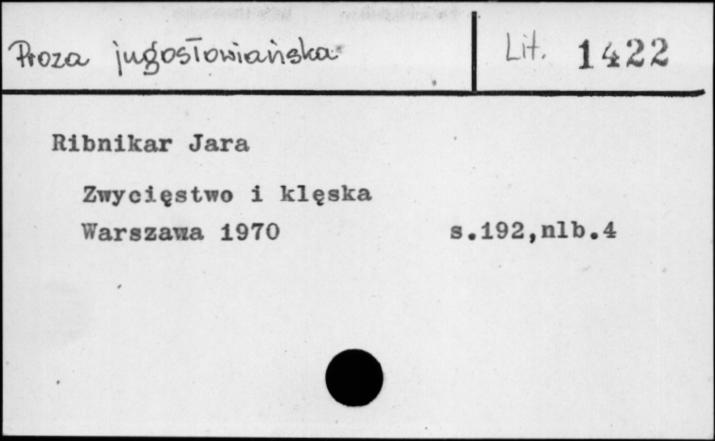 Proza jugosłowiańska
Lit. 1422
Ribnikar Jara
Zwycięstwo i klęska
Warszawa 1970 s.192,nlb.4